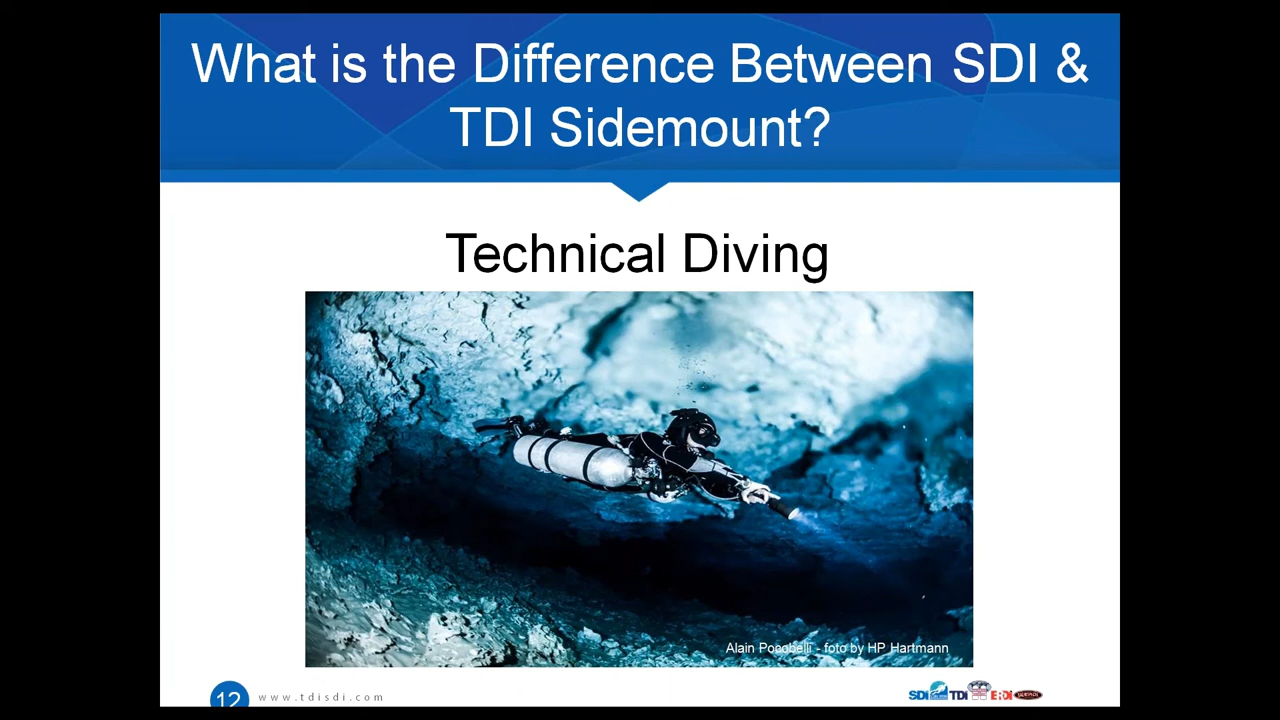 What is the Difference Between SDI &
TDI Sidemount?
Technical Diving
Alain Pocobelli - foto by HP Hartmann
12
www.tdisdi.com
SDI TDI ERDI